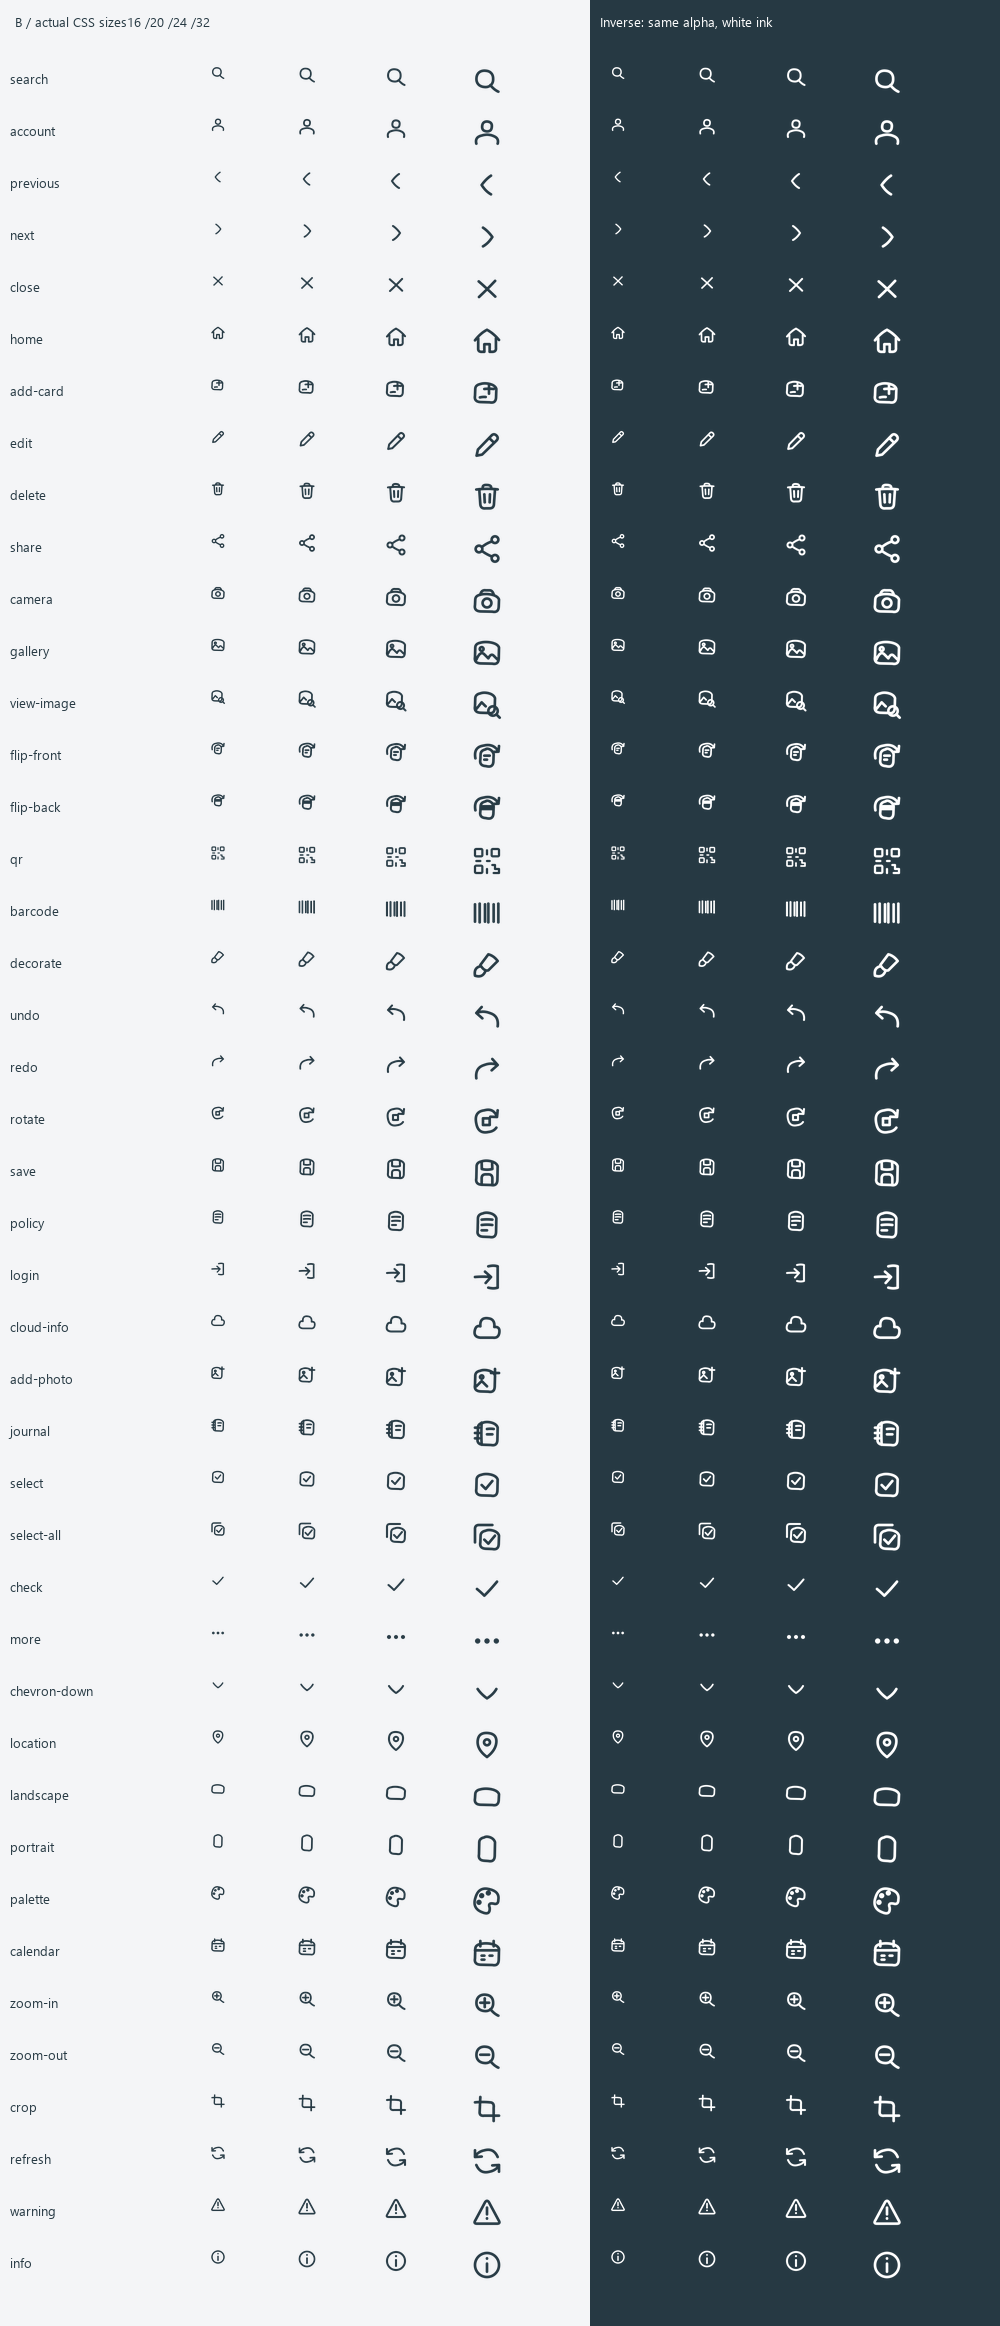 B / actual CSS sizes16 /20 /24 /32
Inverse: same alpha, white ink
search
account
previous
next
close
home
add-card
edit
delete
share
camera
gallery
view-image
flip-front
flip-back
qr
barcode
decorate
undo
redo
rotate
save
policy
login
cloud-info
add-photo
journal
select
select-all
check
more
chevron-down
location
landscape
portrait
palette
calendar
zoom-in
zoom-out
crop
refresh
warning
info